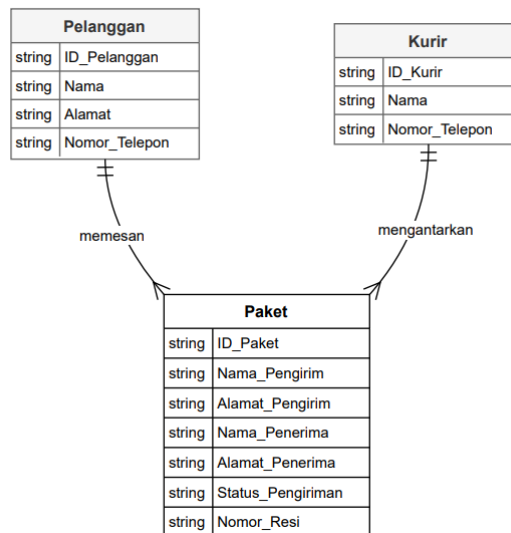 Pelanggan
string ID_Pelanggan
string Nama
string Alamat
string Nomor_Telepon
Kurir
string ID_Kurir
string Nama
string Nomor_Telepon
memesan
mengantarkan
Paket
string ID_Paket
string Nama_Pengirim
string Alamat_Pengirim
string Nama_Penerima
string Alamat_Penerima
string Status_Pengiriman
string Nomor_Resi